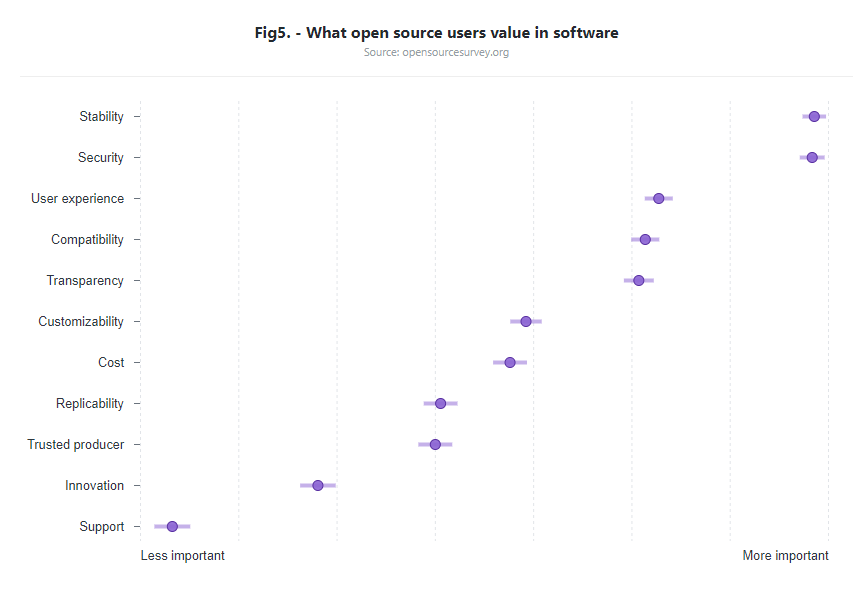 Fig5. - What open source users value in software
Source: opensourcesurvey.org
Stability
Security
User experience
Compatibility
Transparency
Customizability
Cost
Replicability
Trusted producer
Innovation
Support
Less important
More important